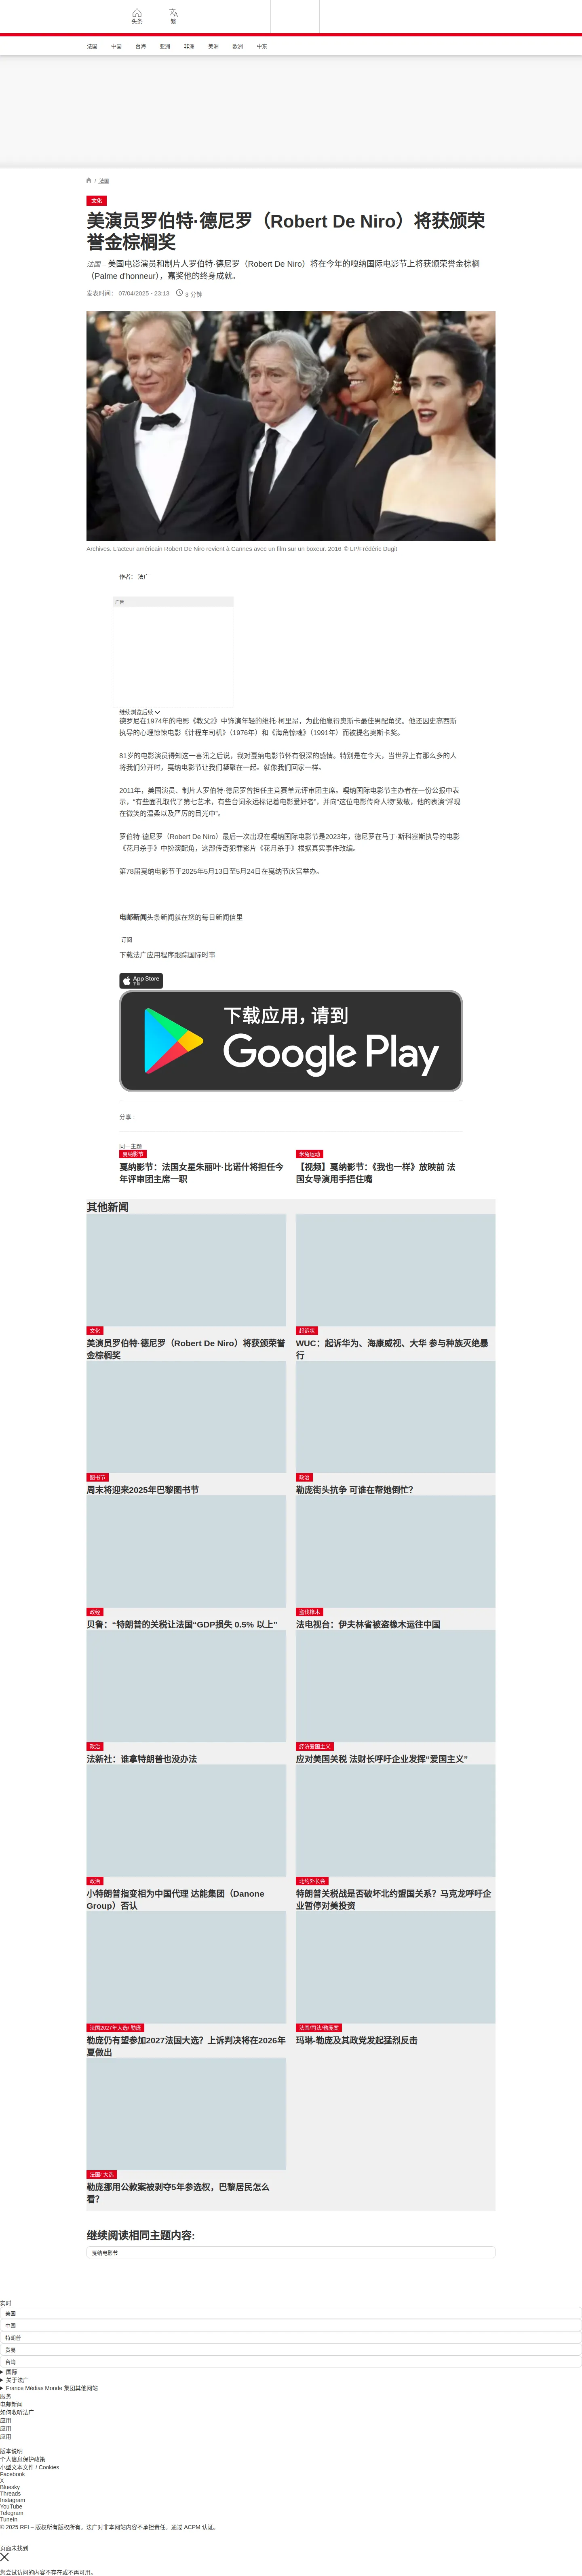 头条
繁
法国 中国 台海 亚洲 非洲 美洲 欧洲 中东
/ 法国
文化
美演员罗伯特·德尼罗（Robert De Niro）将获颁荣
誉金棕榈奖
法国 – 美国电影演员和制片人罗伯特·德尼罗（Robert De Niro）将在今年的嘎纳国际电影节上将获颁荣誉金棕榈
（Palme d'honneur），嘉奖他的终身成就。
发表时间： 07/04/2025 - 23:13 3 分钟
Archives. L'acteur américain Robert De Niro revient à Cannes avec un film sur un boxeur. 2016 © LP/Frédéric Dugit
作者： 法广
广告
继续浏览后续
德罗尼在1974年的电影《教父2》中饰演年轻的维托·柯里昂，为此他赢得奥斯卡最佳男配角奖。他还因史高西斯
执导的心理惊悚电影《计程车司机》（1976年）和《海角惊魂》（1991年）而被提名奥斯卡奖。
81岁的电影演员得知这一喜讯之后说，我对戛纳电影节怀有很深的感情。特别是在今天，当世界上有那么多的人
将我们分开时，戛纳电影节让我们凝聚在一起。就像我们回家一样。
2011年，美国演员、制片人罗伯特·德尼罗曾担任主竞赛单元评审团主席。嘎纳国际电影节主办者在一份公报中表
示，“有些面孔取代了第七艺术，有些台词永远标记着电影爱好者”，并向“这位电影传奇人物”致敬，他的表演“浮现
在微笑的温柔以及严厉的目光中”。
罗伯特·德尼罗（Robert De Niro）最后一次出现在嘎纳国际电影节是2023年，德尼罗在马丁·斯科塞斯执导的电影
《花月杀手》中扮演配角，这部传奇犯罪影片《花月杀手》根据真实事件改编。
第78届戛纳电影节于2025年5月13日至5月24日在戛纳节庆宫举办。
电邮新闻头条新闻就在您的每日新闻信里
订阅
下载法广应用程序跟踪国际时事
App Store
下载
下载应用，请到
Google Play
分享 :
同一主题
戛纳影节
戛纳影节：法国女星朱丽叶·比诺什将担任今
年评审团主席一职
米兔运动
【视频】戛纳影节：《我也一样》放映前 法
国女导演用手捂住嘴
其他新闻
文化
美演员罗伯特·德尼罗（Robert De Niro）将获颁荣誉
金棕榈奖
起诉状
WUC：起诉华为、海康威视、大华 参与种族灭绝暴
行
图书节
周末将迎来2025年巴黎图书节
政治
勒庞街头抗争 可谁在帮她倒忙？
政经
贝鲁：“特朗普的关税让法国“GDP损失 0.5% 以上”
盗伐橡木
法电视台：伊夫林省被盗橡木运往中国
政治
法新社：谁拿特朗普也没办法
经济爱国主义
应对美国关税 法财长呼吁企业发挥“爱国主义”
政治
小特朗普指变相为中国代理 达能集团（Danone
Group）否认
北约外长会
特朗普关税战是否破坏北约盟国关系？马克龙呼吁企
业暂停对美投资
法国2027年大选/ 勒庞
勒庞仍有望参加2027法国大选？上诉判决将在2026年
夏做出
法国/司法/勒庞案
玛琳-勒庞及其政党发起猛烈反击
法国/ 大选
勒庞挪用公款案被剥夺5年参选权，巴黎居民怎么
看？
继续阅读相同主题内容:
戛纳电影节
实时
美国
中国
特朗普
贸易
台湾
国际
关于法广
France Médias Monde 集团其他网站
服务
电邮新闻
如何收听法广
应用
应用
应用
版本说明
个人信息保护政策
小型文本文件 / Cookies
Facebook
X
Bluesky
Threads
Instagram
YouTube
Telegram
TuneIn
© 2025 RFI – 版权所有版权所有。法广对非本网站内容不承担责任。通过 ACPM 认证。
页面未找到
您尝试访问的内容不存在或不再可用。